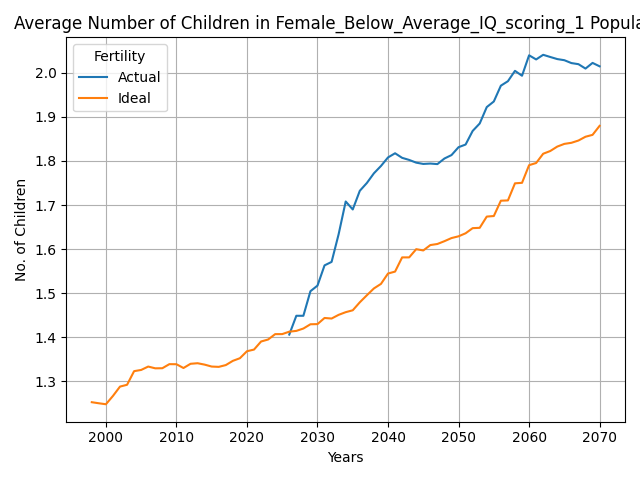 Average Number of Children in Female_Below_Average_IQ_scoring_1 Popula
Fertility
Actual
Ideal
No. of Children
2.0
1.9
1.8
1.7
1.6
1.5
1.4
1.3
2000 2010 2020 2030 2040 2050 2060 2070
Years